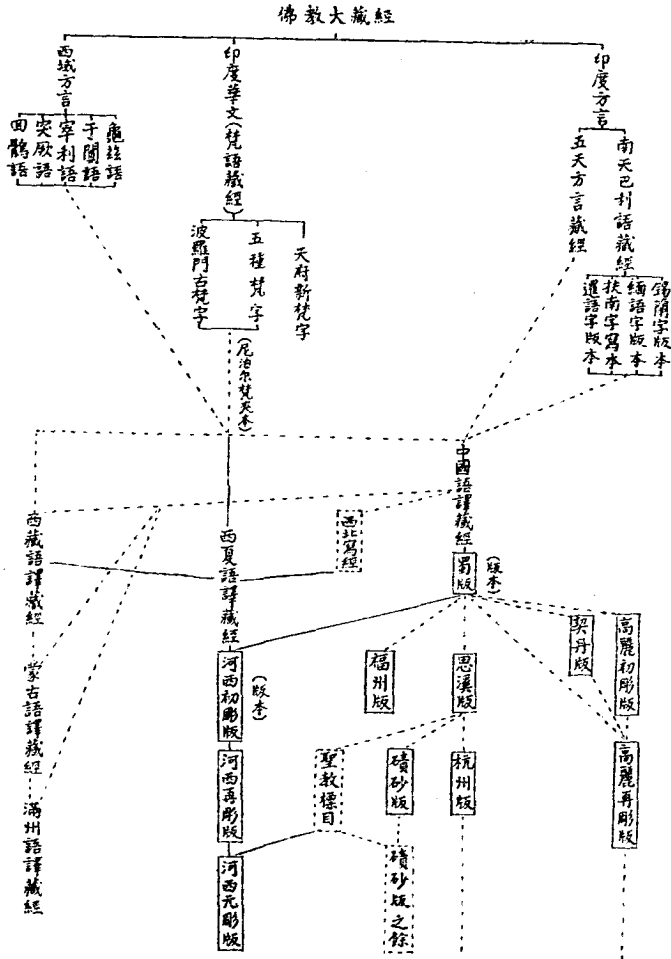 佛教大藏經
印度方言
南天巴利語藏經
錫蘭字版本
緬語字版本
扶南字寫本
暹語字版本
五天方言藏經
印度華文(梵語藏經)
天府新梵字
五種梵字
波羅門古梵字
(尼泊尔梵夾本)
西域方言
龜玆語
于闐語
窣利語
突厥語
回鶻語
中國語譯藏經
(版本)
蜀版
高麗初彫版
契丹版
高麗再彫版
思溪版
福州版
杭州版
磧砂版
磧砂版之餘
聖教標目
西北寫經
西夏語譯藏經
(版本)
河西初彫版
河西再彫版
河西元彫版
西藏語譯藏經
蒙古語譯藏經
滿州語譯藏經